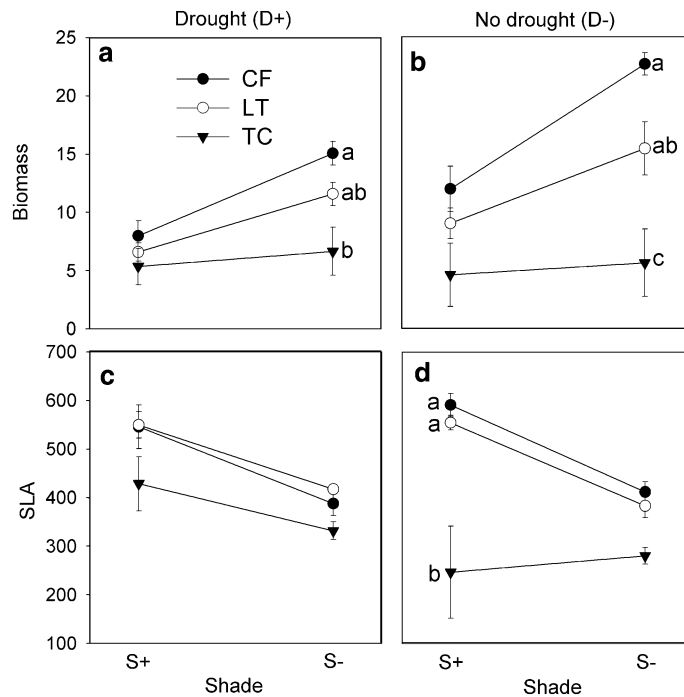 Drought (D+)
No drought (D-)
25
20
15
10
5
0
Biomass
a
CF
LT
TC
a
ab
b
b
a
ab
c
700
600
500
400
300
200
100
SLA
c
d
a
a
b
S+
S-
S+
S-
Shade
Shade